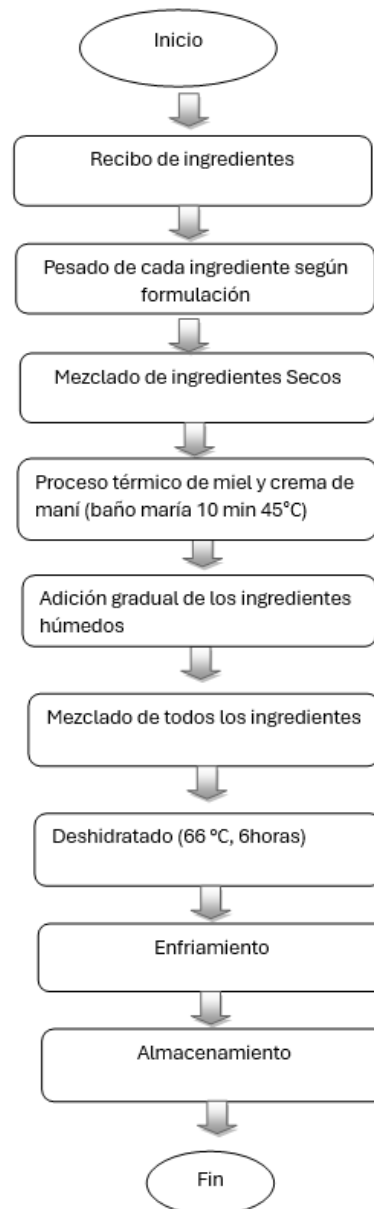 Inicio
Recibo de ingredientes
Pesado de cada ingrediente según
formulación
Mezclado de ingredientes Secos
Proceso térmico de miel y crema de
maní (baño maría 10 min 45°C)
Adición gradual de los ingredientes
húmedos
Mezclado de todos los ingredientes
Deshidratado (66 °C, 6horas)
Enfriamiento
Almacenamiento
Fin